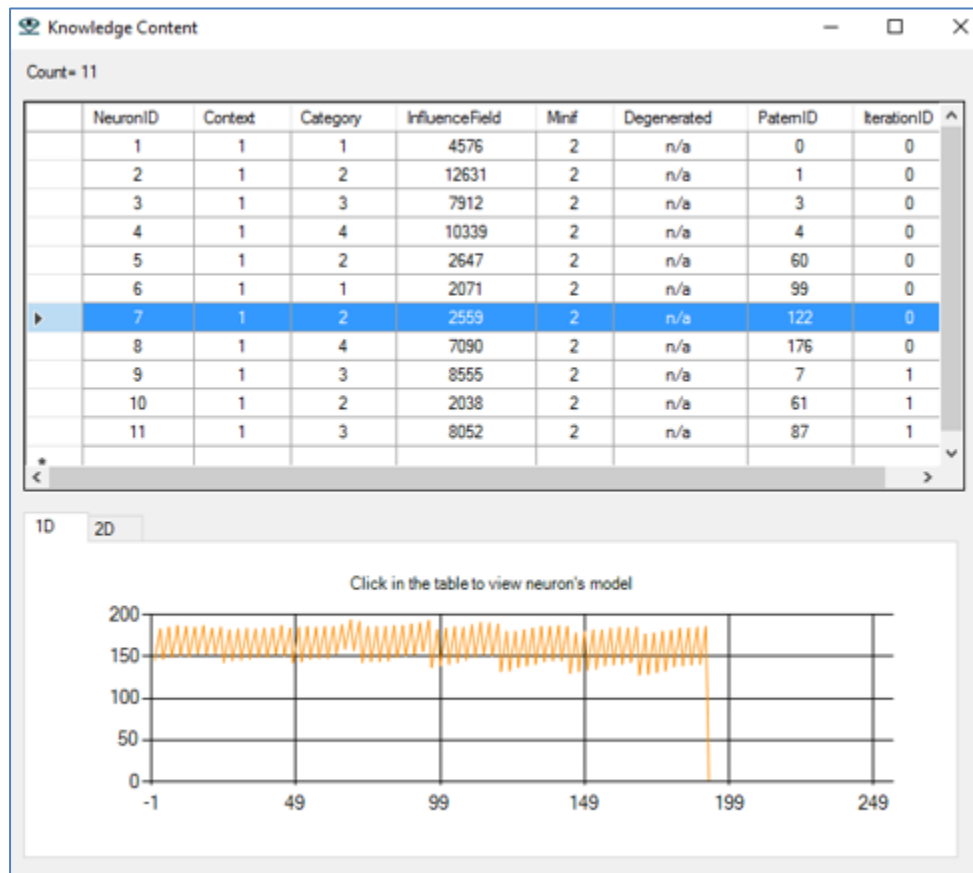 Knowledge Content
Count= 11
NeuronID Context Category InfluenceField Minif Degenerated PaternID IterationID
1 1 1 4576 2 n/a 0 0
2 1 2 12631 2 n/a 1 0
3 1 3 7912 2 n/a 3 0
4 1 4 10339 2 n/a 4 0
5 1 2 2647 2 n/a 60 0
6 1 1 2071 2 n/a 99 0
7 1 2 2559 2 n/a 122 0
8 1 4 7090 2 n/a 176 0
9 1 3 8555 2 n/a 7 1
10 1 2 2038 2 n/a 61 1
11 1 3 8052 2 n/a 87 1
*
1D 2D
Click in the table to view neuron's model
200
150
100
50
0
-1 49 99 149 199 249